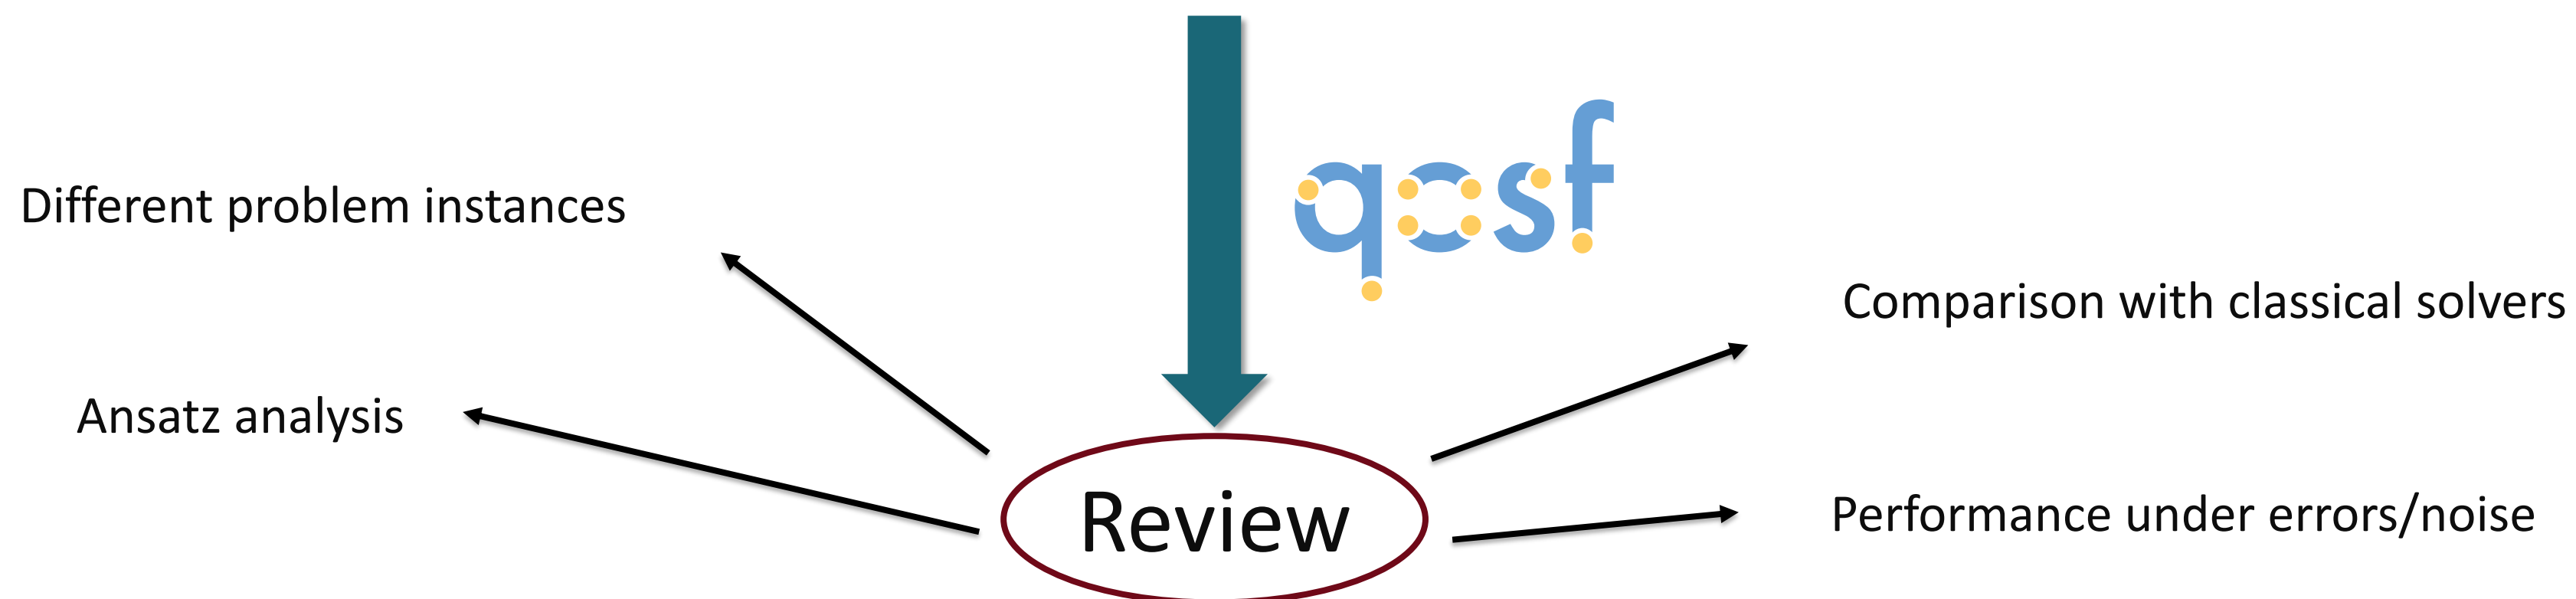 qosf
Different problem instances
Comparison with classical solvers
Ansatz analysis
Review
Performance under errors/noise